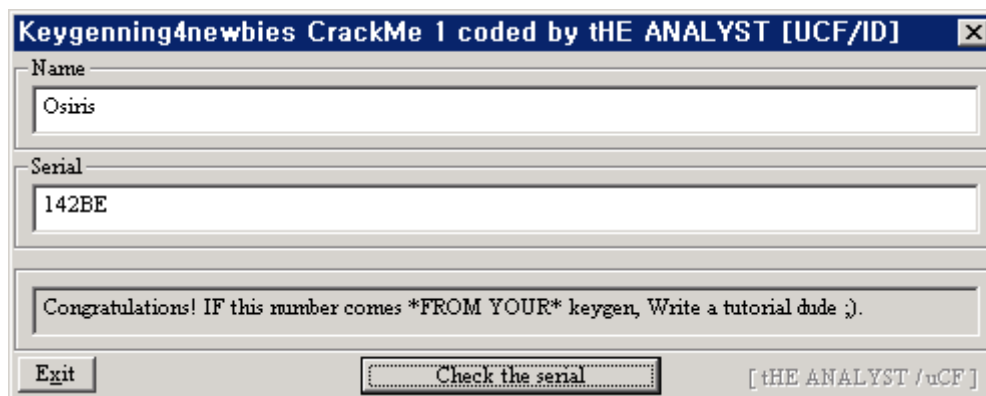 Keygenning4newbies CrackMe 1 coded by tHE ANALYST [UCF/ID]
Name
Osiris
Serial
142BE
Congratulations! IF this number comes *FROM YOUR* keygen, Write a tutorial dude ;).
Exit Check the serial [ tHE ANALYST / uCF ]